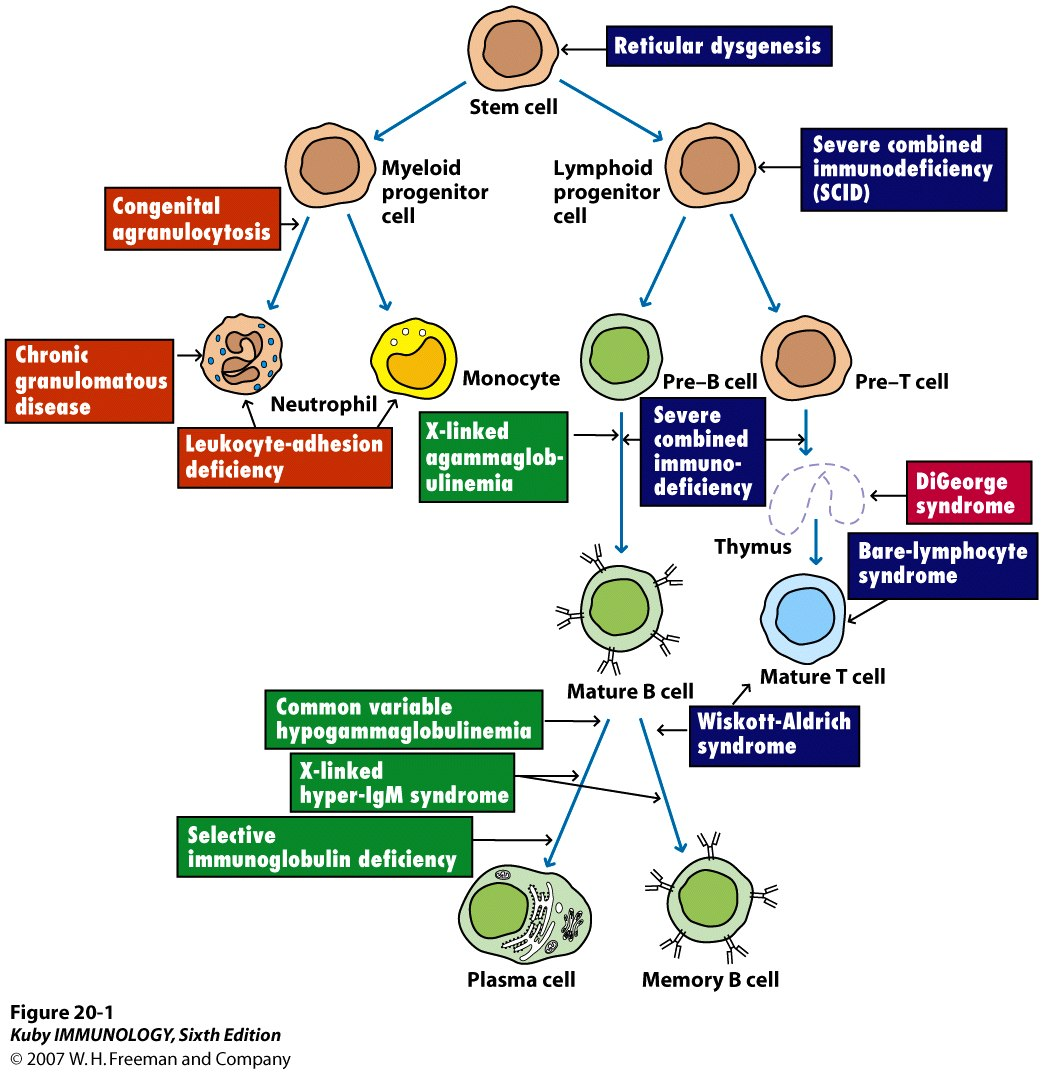 Reticular dysgenesis
Stem cell
Myeloid
progenitor
cell
Lymphoid
progenitor
cell
Severe combined
immunodeficiency
(SCID)
Congenital
agranulocytosis
Chronic
granulomatous
disease
Neutrophil
Monocyte
Pre–B cell
Pre–T cell
Leukocyte-adhesion
deficiency
X-linked
agammaglob-
ulinemia
Severe
combined
immuno-
deficiency
DiGeorge
syndrome
Thymus
Bare-lymphocyte
syndrome
Mature B cell
Mature T cell
Common variable
hypogammaglobulinemia
Wiskott-Aldrich
syndrome
X-linked
hyper-IgM syndrome
Selective
immunoglobulin deficiency
Plasma cell
Memory B cell
Figure 20-1
Kuby IMMUNOLOGY, Sixth Edition
© 2007 W. H. Freeman and Company